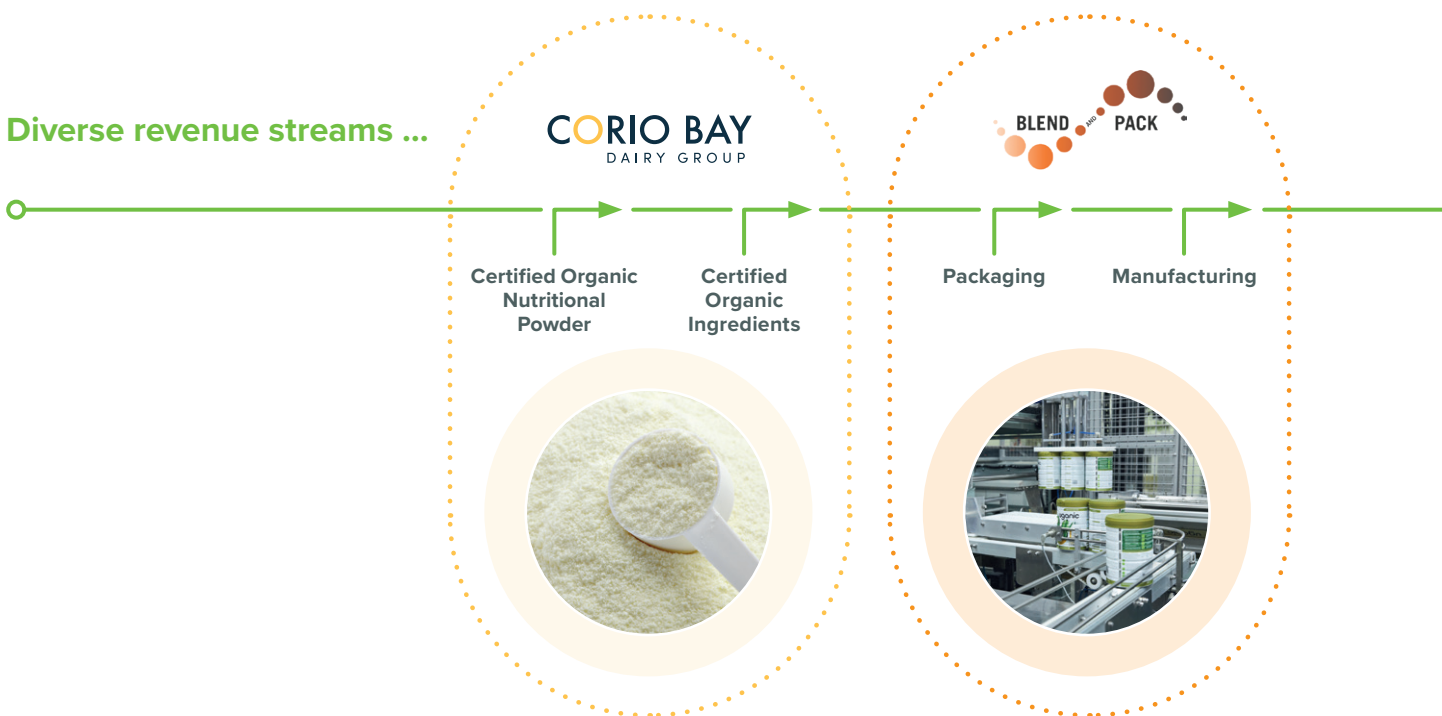 Diverse revenue streams ...
CORIO BAY
DAIRY GROUP
BLEND AND PACK
Certified Organic
Nutritional
Powder
Certified
Organic
Ingredients
Packaging
Manufacturing